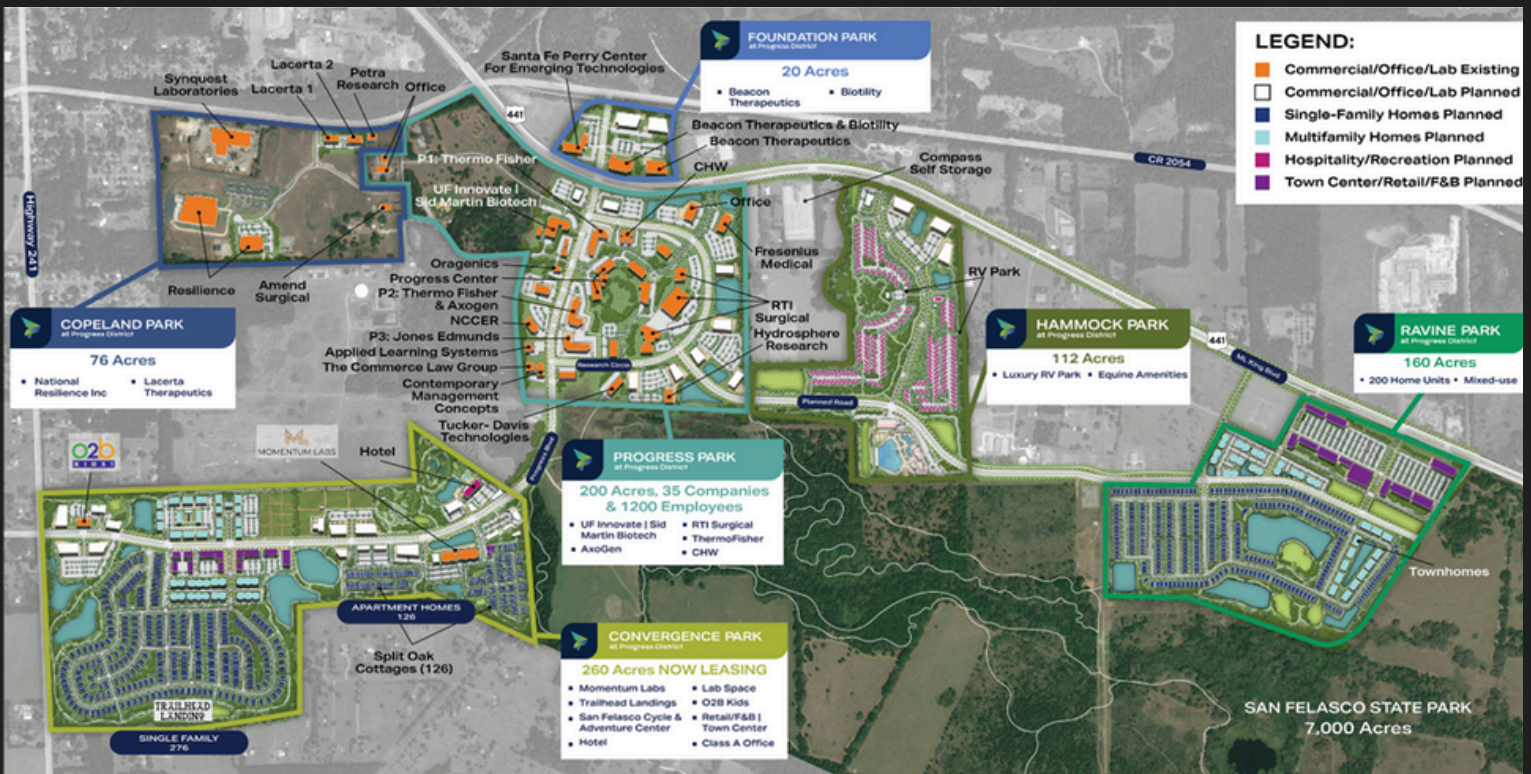 LEGEND:
Commercial/Office/Lab Existing
Commercial/Office/Lab Planned
Single-Family Homes Planned
Multifamily Homes Planned
Hospitality/Recreation Planned
Town Center/Retail/F&B Planned
FOUNDATION PARK
at Progress District
20 Acres
Beacon
Therapeutics
Biotility
Santa Fe Perry Center
For Emerging Technologies
Synquest
Laboratories
Lacerta 2
Lacerta 1
Petra
Research
Office
441
Beacon Therapeutics & Biotility
Beacon Therapeutics
CHW
P1: Thermo Fisher
UF Innovate |
Sid Martin Biotech
Compass
Self Storage
CR 2054
Highway 241
Office
Fresenius
Medical
Resilience
Amend
Surgical
Oragenics
Progress Center
P2: Thermo Fisher
& Axogen
NCCER
P3: Jones Edmunds
Applied Learning Systems
The Commerce Law Group
Contemporary
Management
Concepts
Tucker- Davis
Technologies
RTI
Surgical
Hydrosphere
Research
Research Circle
RV Park
Planned Road
COPELAND PARK
at Progress District
76 Acres
National
Resilience Inc
Lacerta
Therapeutics
HAMMOCK PARK
at Progress District
112 Acres
Luxury RV Park
Equine Amenities
441
ML King Blvd
RAVINE PARK
at Progress District
160 Acres
200 Home Units
Mixed-use
o2b
KIDS!
MOMENTUM LABS
Hotel
Progress Blvd
PROGRESS PARK
at Progress District
200 Acres, 35 Companies
& 1200 Employees
UF Innovate | Sid
Martin Biotech
AxoGen
RTI Surgical
ThermoFisher
CHW
Townhomes
APARTMENT HOMES
126
Split Oak
Cottages (126)
TRAILHEAD
LANDING
SINGLE FAMILY
276
CONVERGENCE PARK
at Progress District
260 Acres NOW LEASING
Momentum Labs
Trailhead Landings
San Felasco Cycle &
Adventure Center
Hotel
Lab Space
O2B Kids
Retail/F&B |
Town Center
Class A Office
SAN FELASCO STATE PARK
7,000 Acres